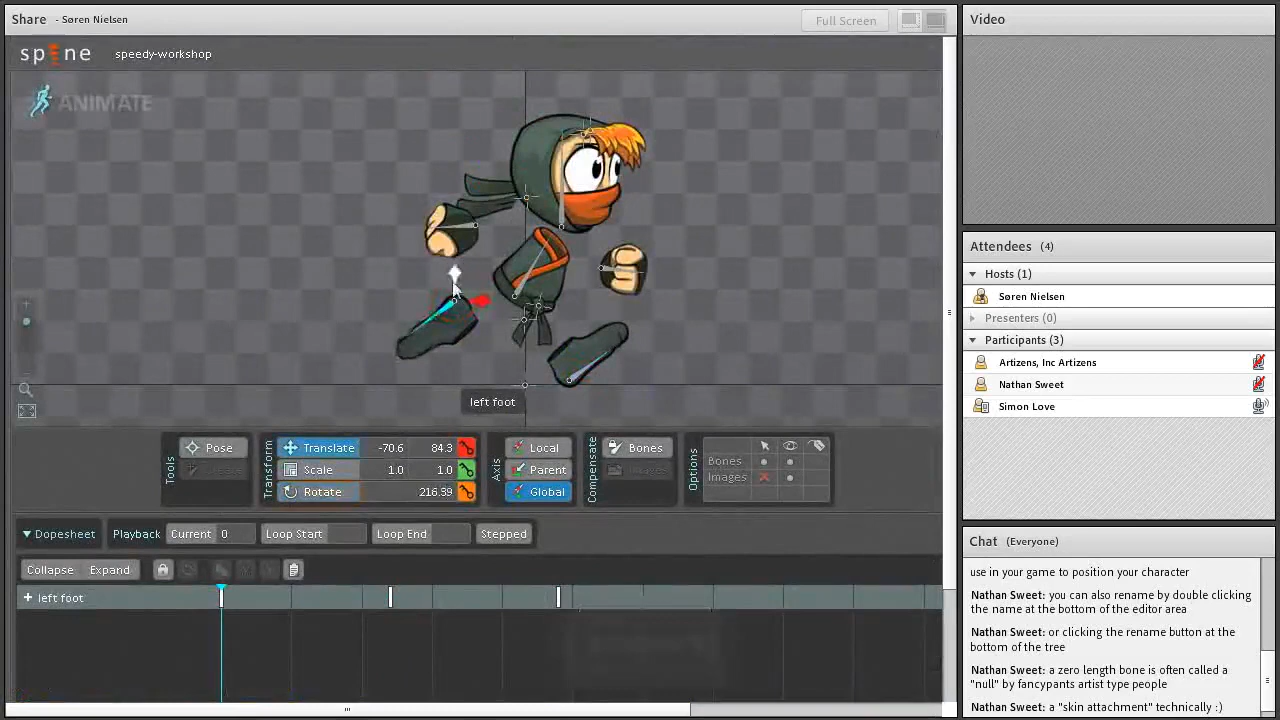 Share - Søren Nielsen
Full Screen
Video
spine speedy-workshop
ANIMATE
Attendees (4)
Hosts (1)
Søren Nielsen
Presenters (0)
Participants (3)
Artizens, Inc Artizens
Nathan Sweet
Simon Love
left foot
Tools
Pose
Transform
Translate -70.6 84.3
Scale 1.0 1.0
Rotate 216.39
Axis
Local
Parent
Global
Compensate
Bones
Images
Options
Bones
Images
Dopesheet Playback Current 0 Loop Start Loop End Stepped
Collapse Expand
+ left foot
Chat (Everyone)
use in your game to position your character
Nathan Sweet: you can also rename by double clicking
the name at the bottom of the editor area
Nathan Sweet: or clicking the rename button at the
bottom of the tree
Nathan Sweet: a zero length bone is often called a
"null" by fancypants artist type people
Nathan Sweet: a "skin attachment" technically :)